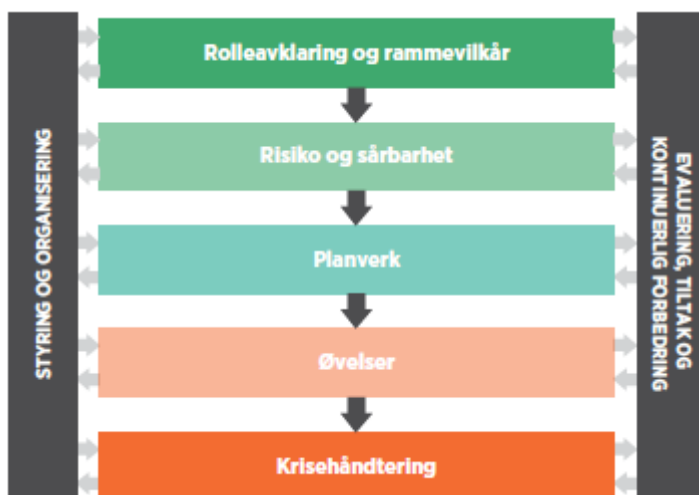 STYRING OG ORGANISERING
Rolleavklaring og rammevilkår
Risiko og sårbarhet
Planverk
Øvelser
Krisehåndtering
EVALUERING, TILTAK OG
KONTINUERLIG FORBEDRING